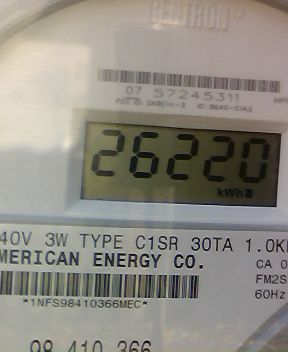 CENTRON®
07 57245311
26220
kWh
40V 3W TYPE C1SR 30TA 1.0K
MERICAN ENERGY CO.
CA 0
FM2S
60Hz
*1NFS98410366MEC*
98 410 366